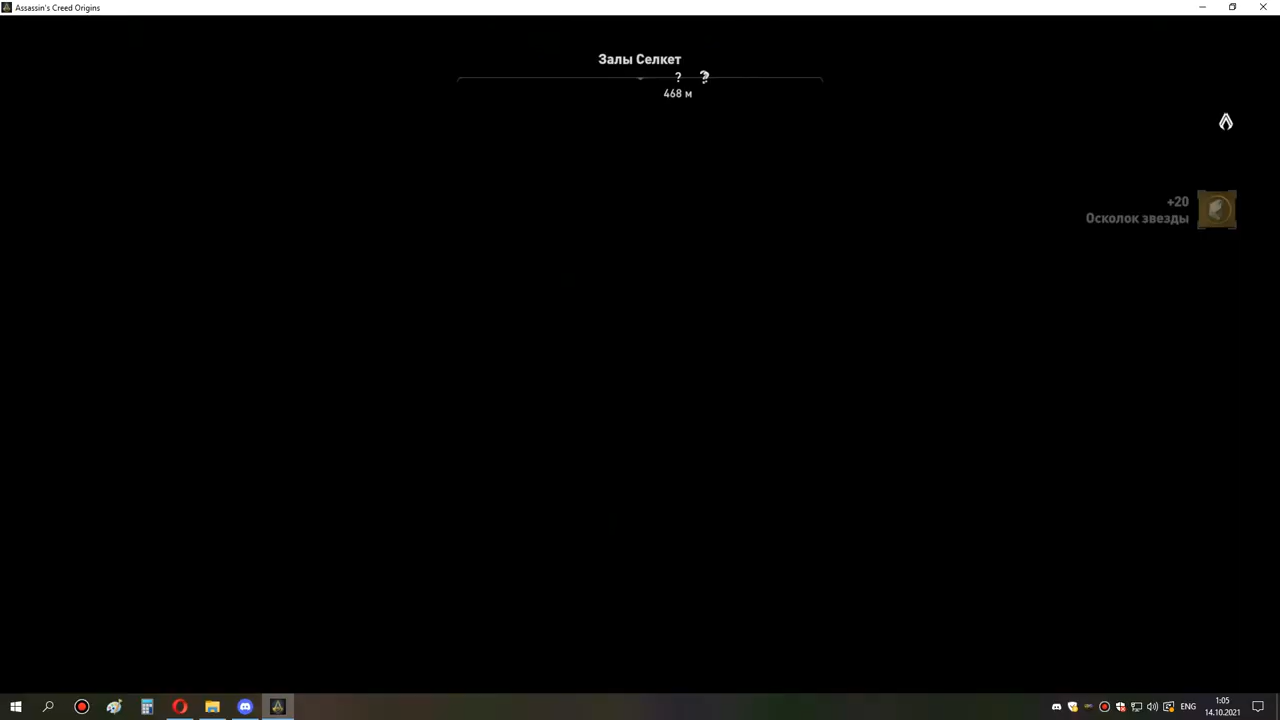 Assassin's Creed Origins
Залы Селкет
? ?
468 м
+20
Осколок звезды
ENG
1:05
14.10.2021